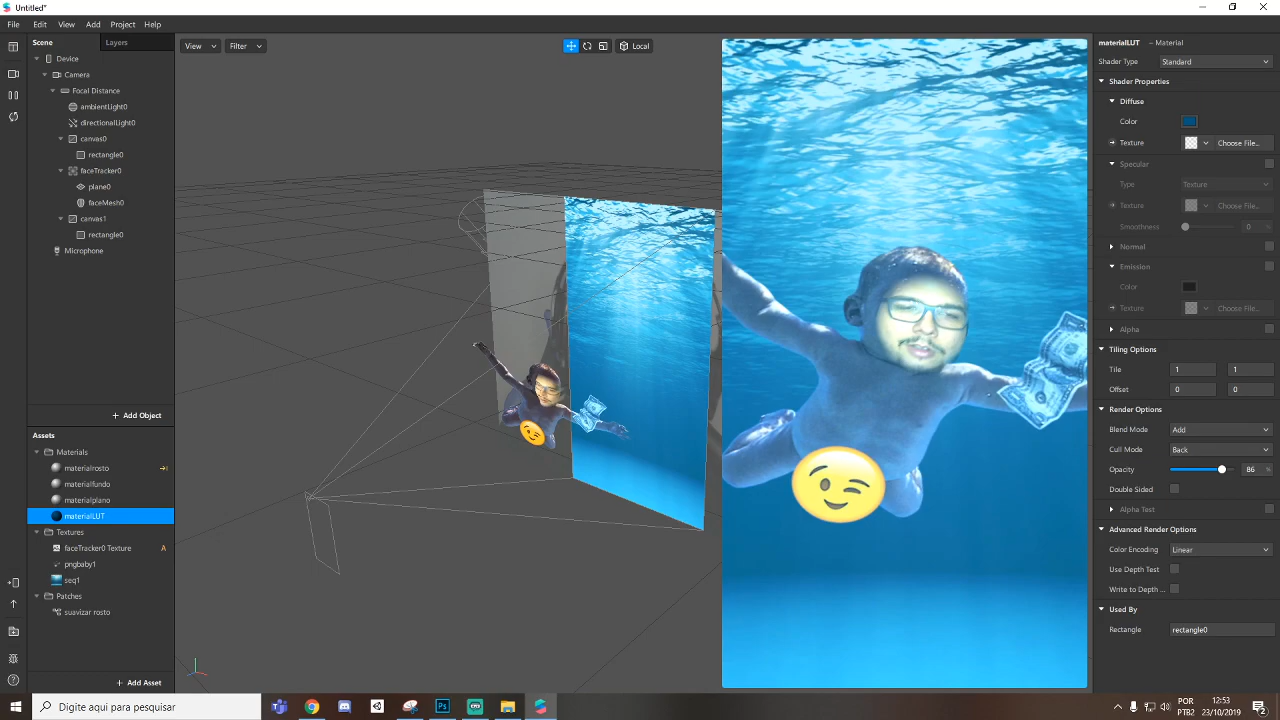 Untitled*
File Edit View Add Project Help
Scene Layers
Device
Camera
Focal Distance
ambientLight0
directionalLight0
canvas0
rectangle0
faceTracker0
plane0
faceMesh0
canvas1
rectangle0
Microphone
+ Add Object
Assets
Materials
materialrosto
materialfundo
materialplano
materialLUT
Textures
faceTracker0 Texture A
pngbaby1
seq1
Patches
suavizar rosto
+ Add Asset
View Filter Local
materialLUT – Material
Shader Type Standard
Shader Properties
Diffuse
Color
Texture Choose File...
Specular
Type Texture
Texture Choose File...
Smoothness 0 %
Normal
Emission
Color
Texture Choose File...
Alpha
Tiling Options
Tile 1 1
Offset 0 0
Render Options
Blend Mode Add
Cull Mode Back
Opacity 86 %
Double Sided
Alpha Test
Advanced Render Options
Color Encoding Linear
Use Depth Test
Write to Depth ...
Used By
Rectangle rectangle0
Digite aqui para pesquisar
Ps
POR
PTB2
12:53
23/10/2019
2